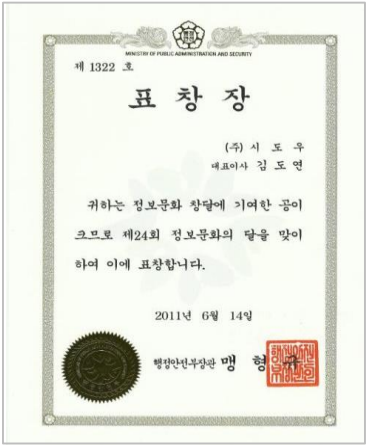 MINISTRY OF PUBLIC ADMINISTRATION AND SECURITY
제 1322 호
표 창 장
(주) 시 도 우
대표이사 김 도 연
귀하는 정보문화 창달에 기여한 공이
크므로 제24회 정보문화의 달을 맞이
하여 이에 표창합니다.
2011년 6월 14일
행정안전부장관 맹 형 규